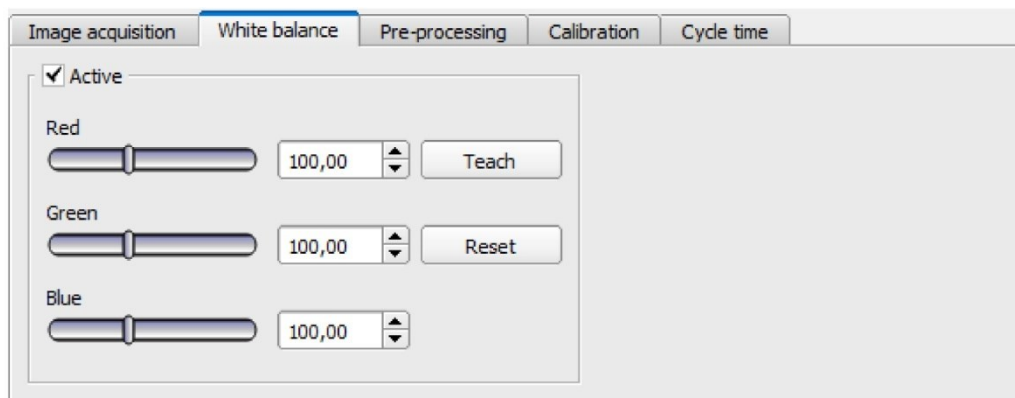 Image acquisition White balance Pre-processing Calibration Cycle time
Active
Red
100,00 Teach
Green
100,00 Reset
Blue
100,00